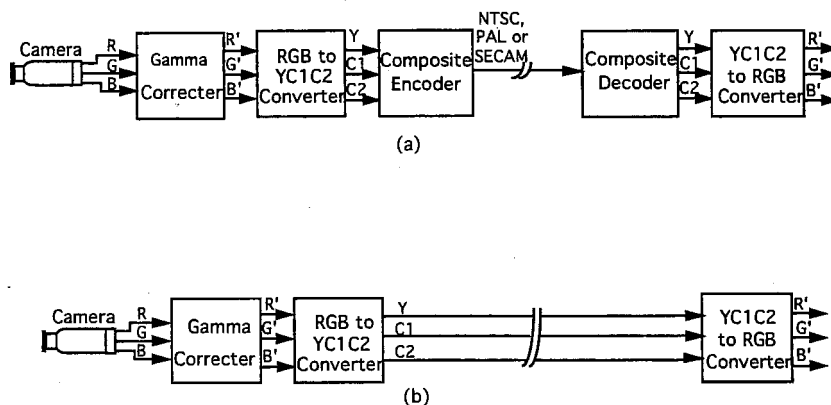 Camera
R
G
B
Gamma
Correcter
R'
G'
B'
RGB to
YC1C2
Converter
Y
C1
C2
Composite
Encoder
NTSC,
PAL or
SECAM
Composite
Decoder
Y
C1
C2
YC1C2
to RGB
Converter
R'
G'
B'
(a)
Camera
R
G
B
Gamma
Correcter
R'
G'
B'
RGB to
YC1C2
Converter
Y
C1
C2
YC1C2
to RGB
Converter
R'
G'
B'
(b)